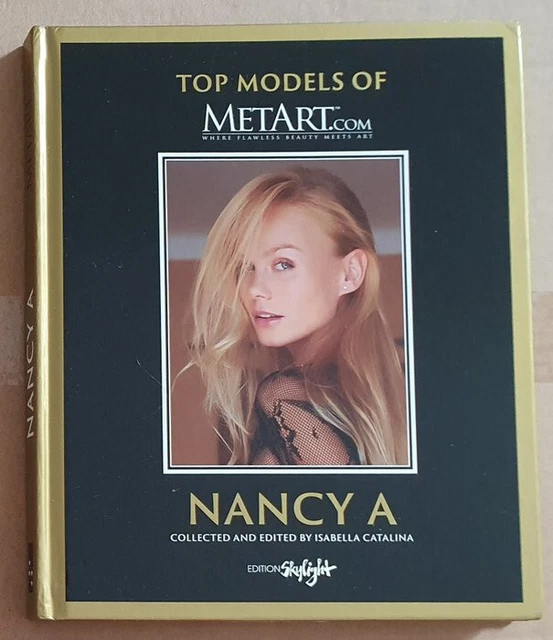 TOP MODELS OF
METART.COM™
WHERE FLAWLESS BEAUTY MEETS ART
NANCY A
COLLECTED AND EDITED BY ISABELLA CATALINA
EDITION Skylight
NANCY A